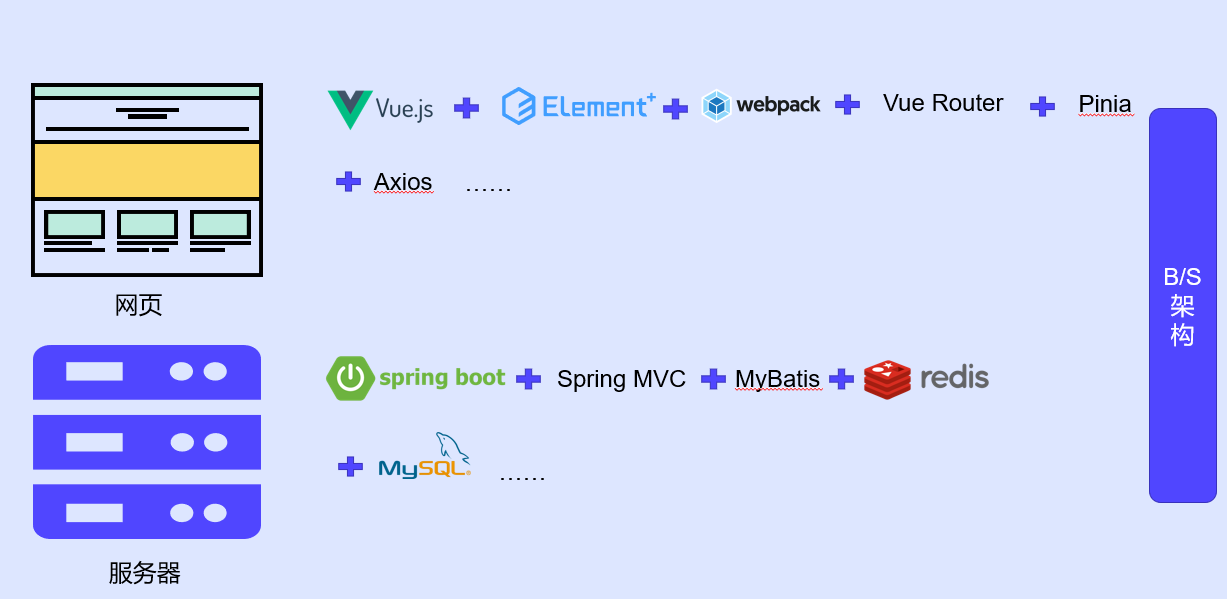 Vue.js Element+ webpack Vue Router Pinia
Axios ......
网页
B/S
架
构
spring boot Spring MVC MyBatis redis
MySQL ......
服务器